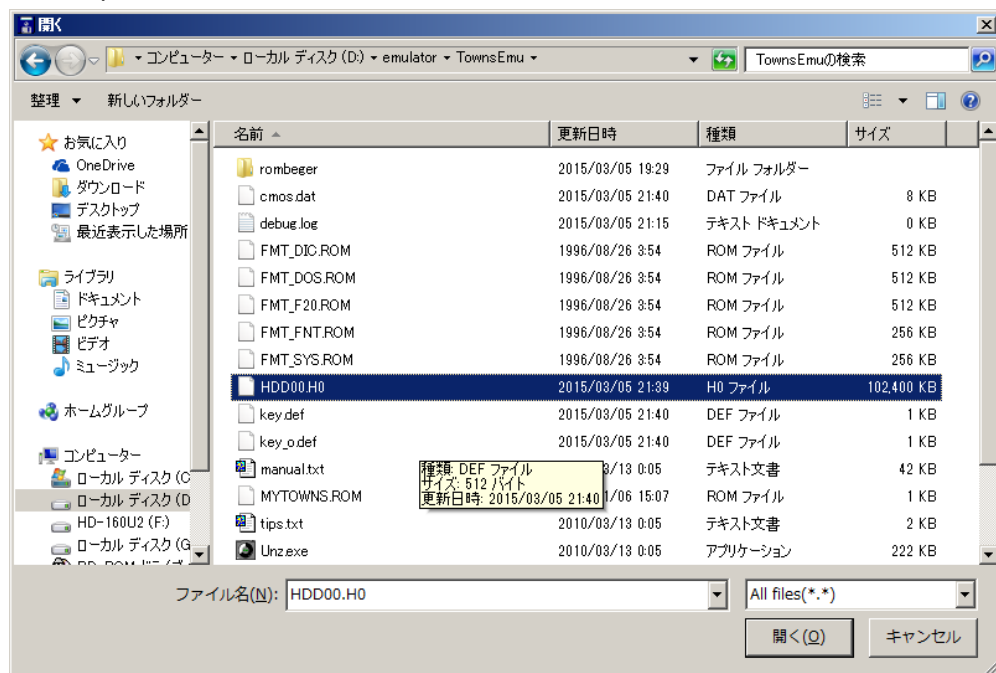 開く
コンピューター ▾ ローカル ディスク (D:) ▾ emulator ▾ TownsEmu ▾
TownsEmuの検索
整理 ▼ 新しいフォルダー
名前 更新日時 種類 サイズ
お気に入り
OneDrive
ダウンロード
デスクトップ
最近表示した場所
ライブラリ
ドキュメント
ピクチャ
ビデオ
ミュージック
ホームグループ
コンピューター
ローカル ディスク (C
ローカル ディスク (D
HD-160U2 (F:)
ローカル ディスク (G
rombeger 2015/03/05 19:29 ファイル フォルダー
cmos.dat 2015/03/05 21:40 DAT ファイル 8 KB
debug.log 2015/03/05 21:15 テキスト ドキュメント 0 KB
FMT_DIC.ROM 1996/08/26 3:54 ROM ファイル 512 KB
FMT_DOS.ROM 1996/08/26 3:54 ROM ファイル 512 KB
FMT_F20.ROM 1996/08/26 3:54 ROM ファイル 512 KB
FMT_FNT.ROM 1996/08/26 3:54 ROM ファイル 256 KB
FMT_SYS.ROM 1996/08/26 3:54 ROM ファイル 256 KB
HDD00.H0 2015/03/05 21:39 H0 ファイル 102,400 KB
key.def 2015/03/05 21:40 DEF ファイル 1 KB
key_o.def 2015/03/05 21:40 DEF ファイル 1 KB
manual.txt 3/13 0:05 テキスト文書 42 KB
MYTOWNS.ROM 1/06 15:07 ROM ファイル 1 KB
tips.txt 2010/03/13 0:05 テキスト文書 2 KB
Unz.exe 2010/03/13 0:05 アプリケーション 222 KB
種類: DEF ファイル
サイズ: 512 バイト
更新日時: 2015/03/05 21:40
ファイル名(N): HDD00.H0
All files(*.*)
開く(O) キャンセル